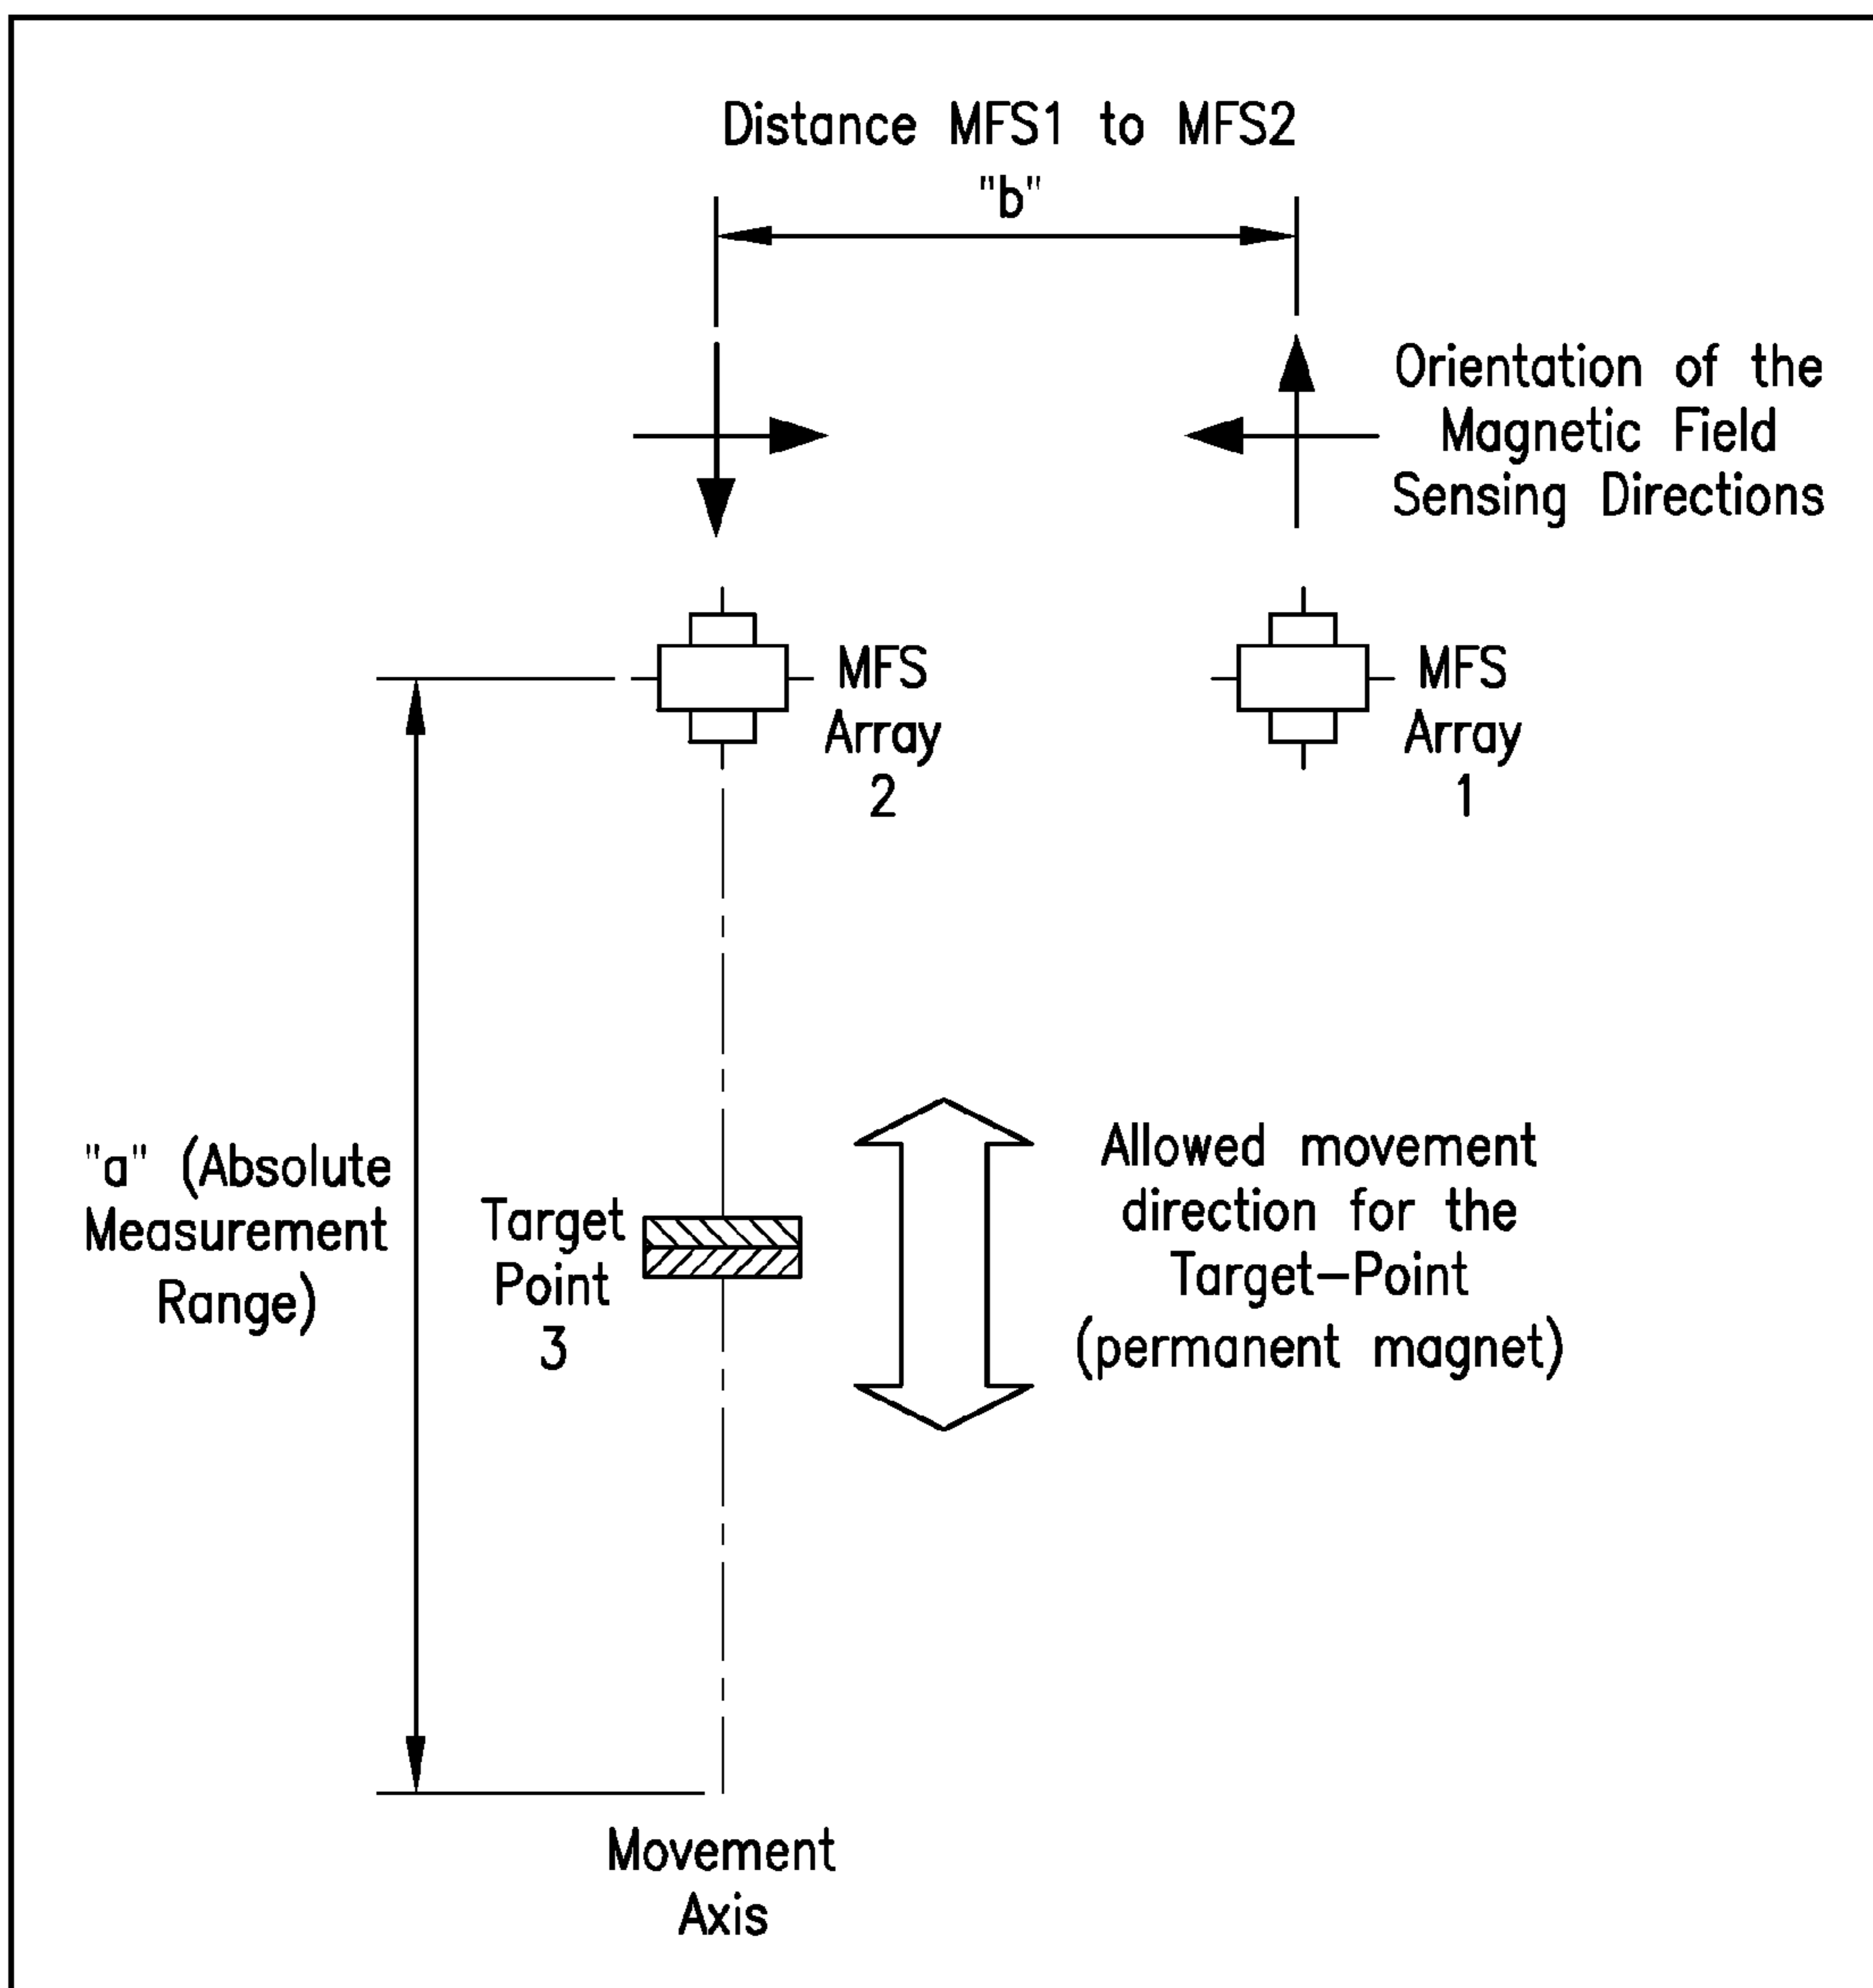 Distance MFS1 to MFS2
"b"
Orientation of the
Magnetic Field
Sensing Directions
MFS
Array
2
MFS
Array
1
"a" (Absolute
Measurement
Range)
Target
Point
3
Allowed movement
direction for the
Target-Point
(permanent magnet)
Movement
Axis